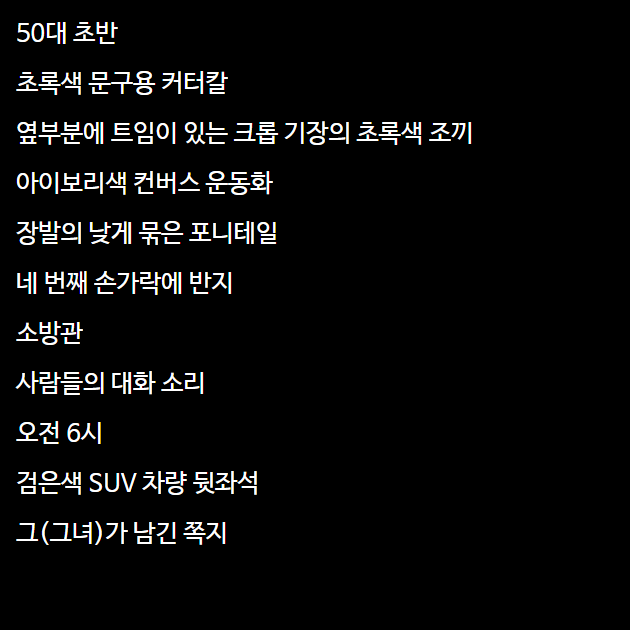 50대 초반
초록색 문구용 커터칼
옆부분에 트임이 있는 크롭 기장의 초록색 조끼
아이보리색 컨버스 운동화
장발의 낮게 묶은 포니테일
네 번째 손가락에 반지
소방관
사람들의 대화 소리
오전 6시
검은색 SUV 차량 뒷좌석
그(그녀)가 남긴 쪽지